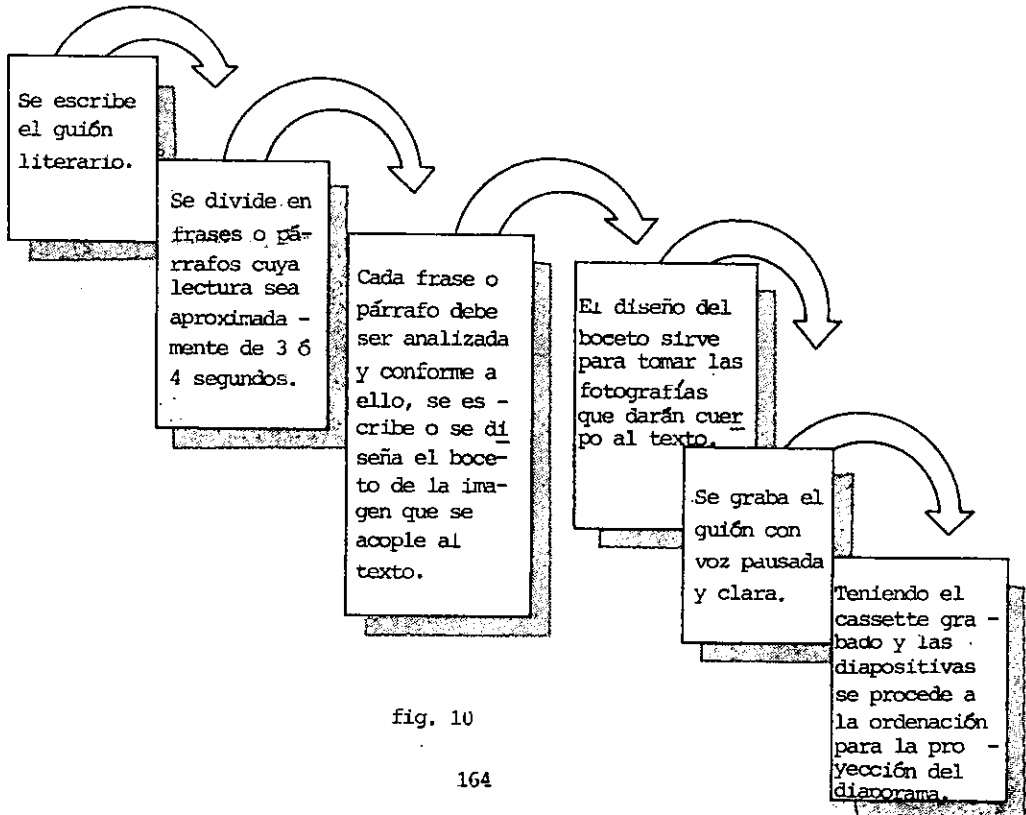 Se escribe
el guión
literario.
Se divide en
frases o pá-
rrafos cuya
lectura sea
aproximada -
mente de 3 ó
4 segundos.
Cada frase o
párrafo debe
ser analizada
y conforme a
ello, se es -
cribe o se di
seña el boce-
to de la ima-
gen que se
acople al
texto.
El diseño del
boceto sirve
para tomar las
fotografías
que darán cuer
po al texto.
Se graba el
guión con
voz pausada
y clara.
Teniendo el
cassette gra -
bado y las
diapositivas
se procede a
la ordenación
para la pro -
yección del
diaporama.
fig. 10
164